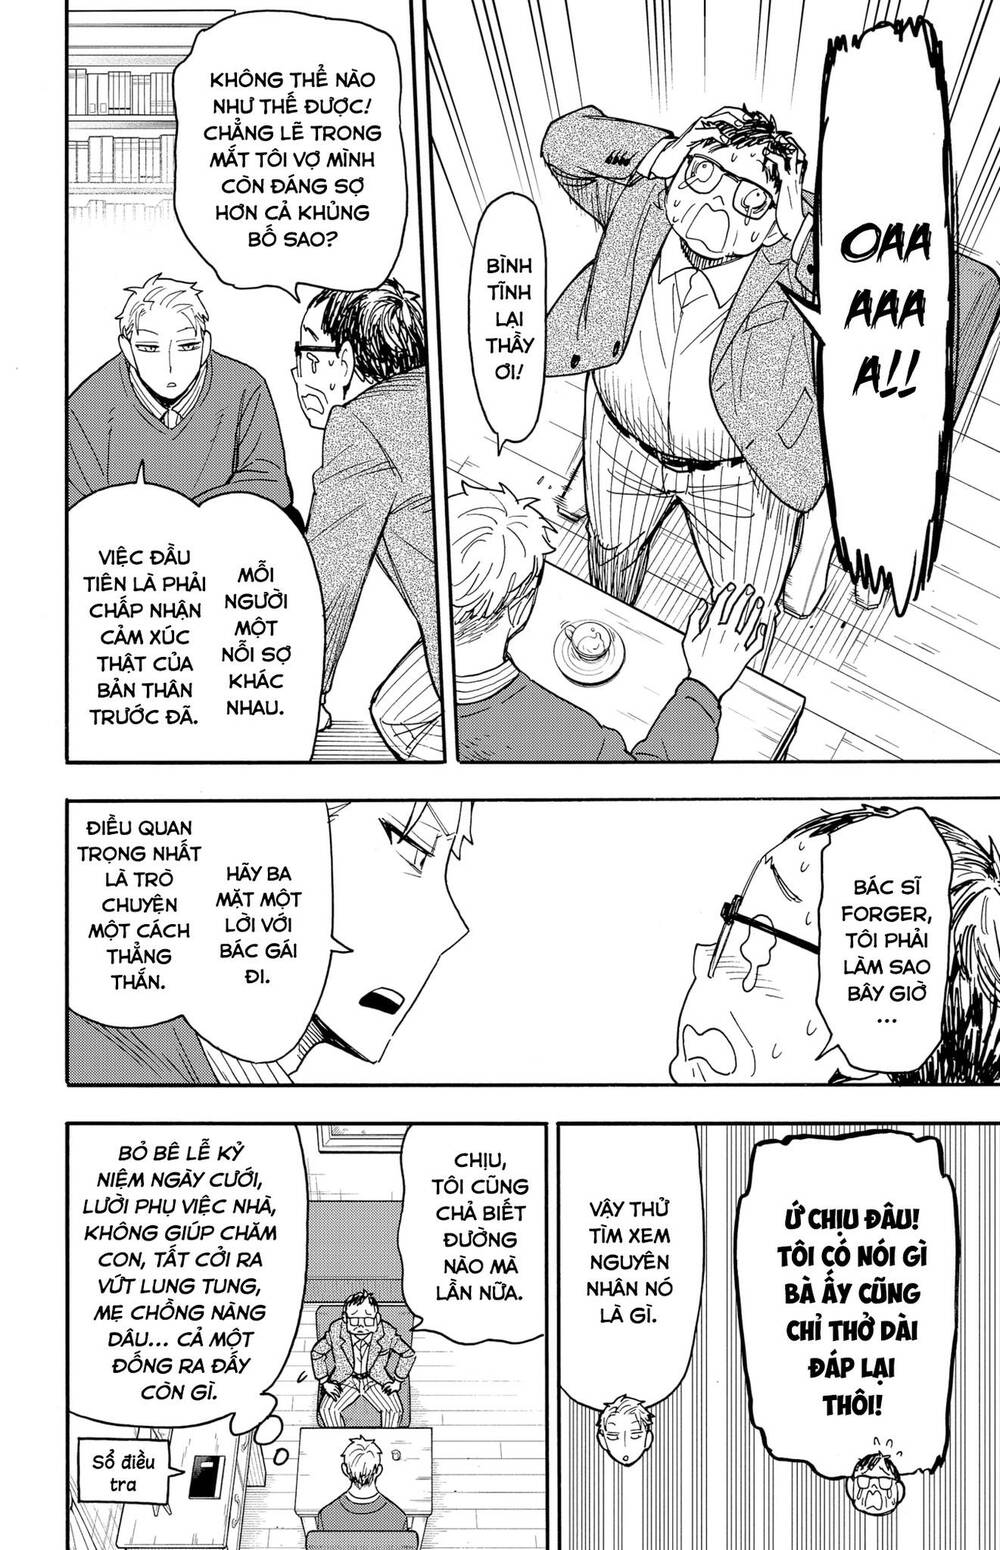 OAA
AAA
A!!
BÌNH
TĨNH
LẠI
THẦY
ƠI!
KHÔNG THỂ NÀO
NHƯ THẾ ĐƯỢC!
CHẲNG LẼ TRONG
MẮT TÔI VỢ MÌNH
CÒN ĐÁNG SỢ
HƠN CẢ KHỦNG
BỐ SAO?
MỖI
NGƯỜI
MỘT
NỖI SỢ
KHÁC
NHAU.
VIỆC ĐẦU
TIÊN LÀ PHẢI
CHẤP NHẬN
CẢM XÚC
THẬT CỦA
BẢN THÂN
TRƯỚC ĐÃ.
BÁC SĨ
FORGER,
TÔI PHẢI
LÀM SAO
BÂY GIỜ
...
HÃY BA
MẶT MỘT
LỜI VỚI
BÁC GÁI
ĐI.
ĐIỀU QUAN
TRỌNG NHẤT
LÀ TRÒ
CHUYỆN
MỘT CÁCH
THẲNG
THẮN.
Ứ CHỊU ĐÂU!
TÔI CÓ NÓI GÌ
BÀ ẤY CŨNG
CHỈ THỞ DÀI
ĐÁP LẠI
THÔI!
VẬY THỬ
TÌM XEM
NGUYÊN
NHÂN NÓ
LÀ GÌ.
CHỊU,
TÔI CŨNG
CHẢ BIẾT
ĐƯỜNG
NÀO MÀ
LẦN NỮA.
BỎ BÊ LỄ KỶ
NIỆM NGÀY CƯỚI,
LƯỜI PHỤ VIỆC NHÀ,
KHÔNG GIÚP CHĂM
CON, TẤT CỞI RA
VỨT LUNG TUNG,
MẸ CHỒNG NÀNG
DÂU... CẢ MỘT
ĐỐNG RA ĐẤY
CÒN GÌ.
Sổ điều
tra